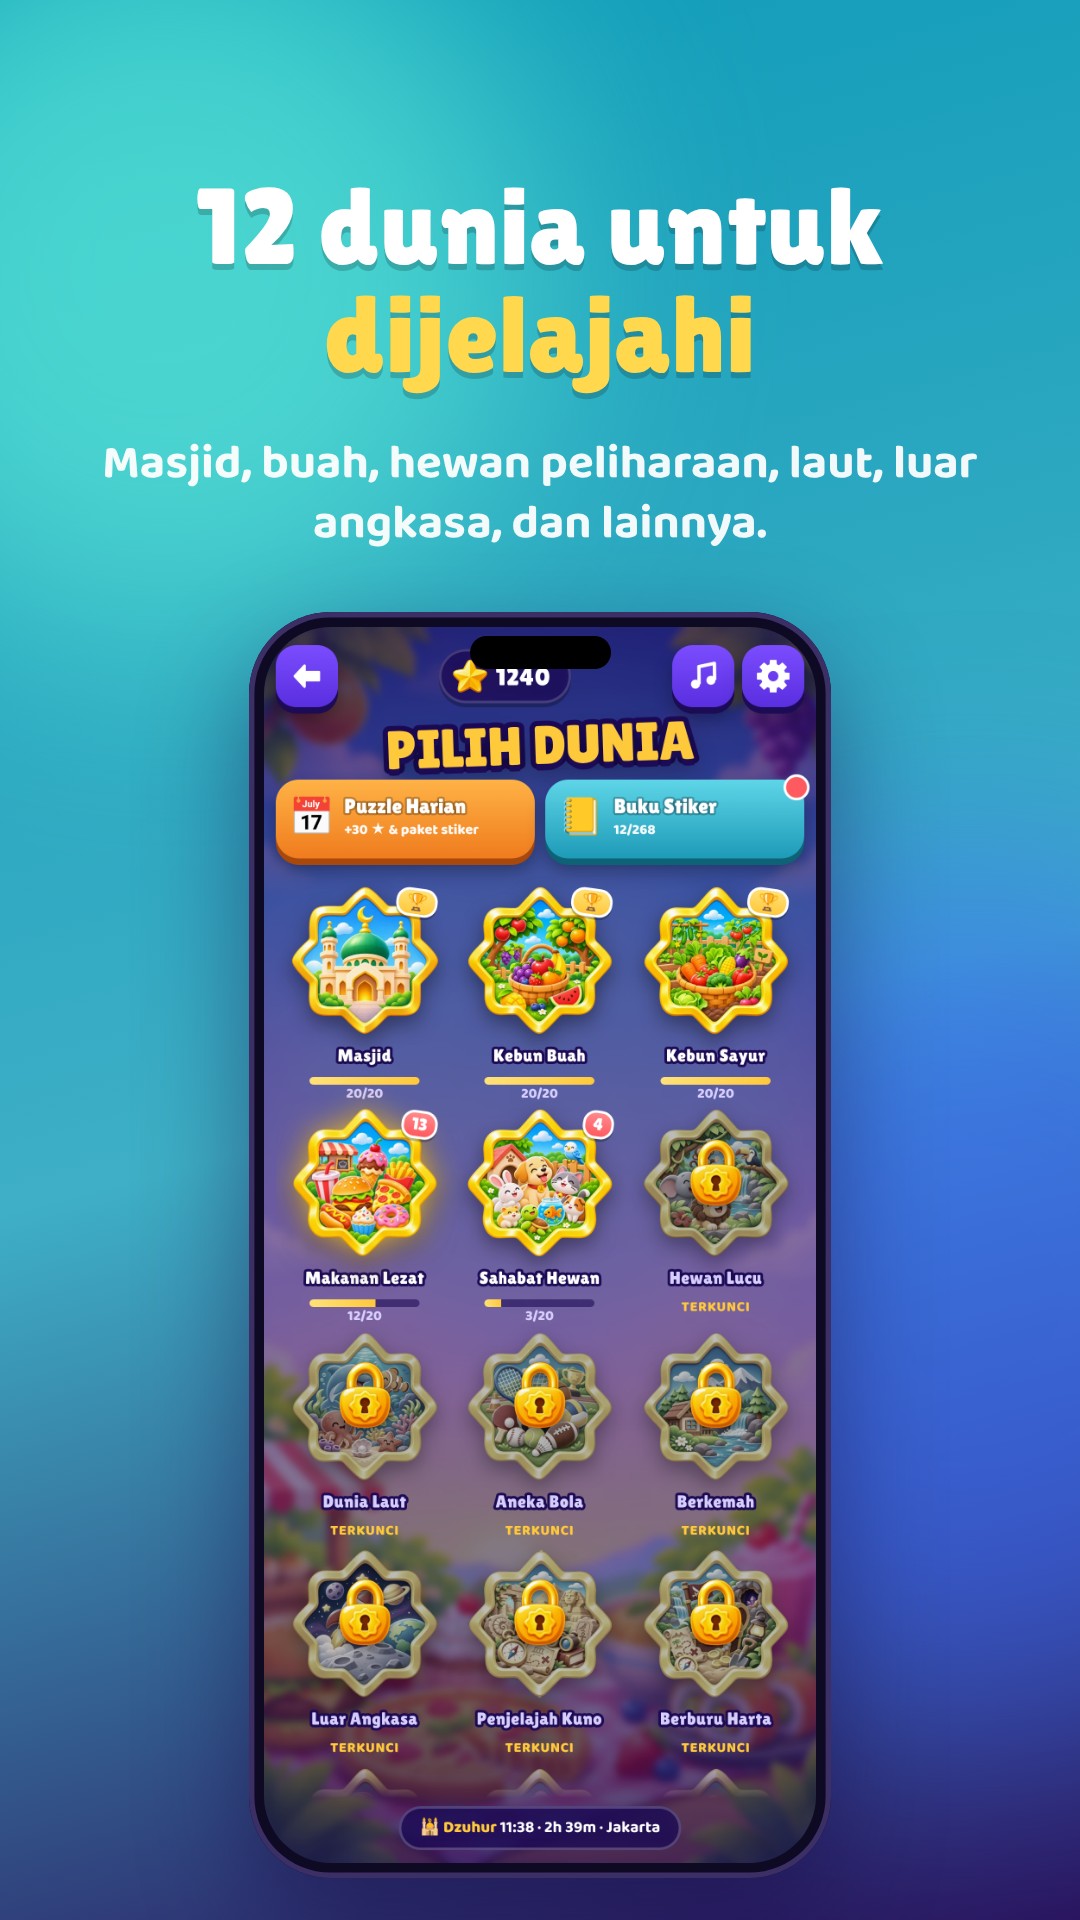 12 dunia untuk
dijelajahi
Masjid, buah, hewan peliharaan, laut, luar
angkasa, dan lainnya.
1240
PILIH DUNIA
July
17
Puzzle Harian
+30 ★ & paket stiker
Buku Stiker
12/268
Masjid
Kebun Buah
Kebun Sayur
20/20
20/20
20/20
13
4
Makanan Lezat
Sahabat Hewan
Hewan Lucu
12/20
3/20
TERKUNCI
Dunia Laut
Aneka Bola
Berkemah
TERKUNCI
TERKUNCI
TERKUNCI
Luar Angkasa
Penjelajah Kuno
Berburu Harta
TERKUNCI
TERKUNCI
TERKUNCI
Dzuhur 11:38 · 2h 39m · Jakarta